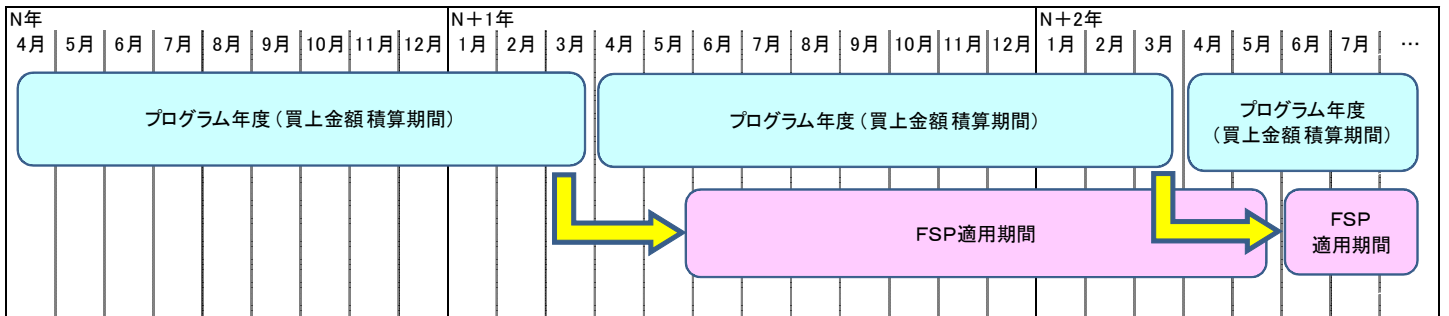 N年 N+1年 N+2年
4月 5月 6月 7月 8月 9月 10月 11月 12月 1月 2月 3月 4月 5月 6月 7月 8月 9月 10月 11月 12月 1月 2月 3月 4月 5月 6月 7月 …
プログラム年度(買上金額積算期間) プログラム年度(買上金額積算期間) プログラム年度
(買上金額積算期間)
FSP適用期間 FSP
適用期間